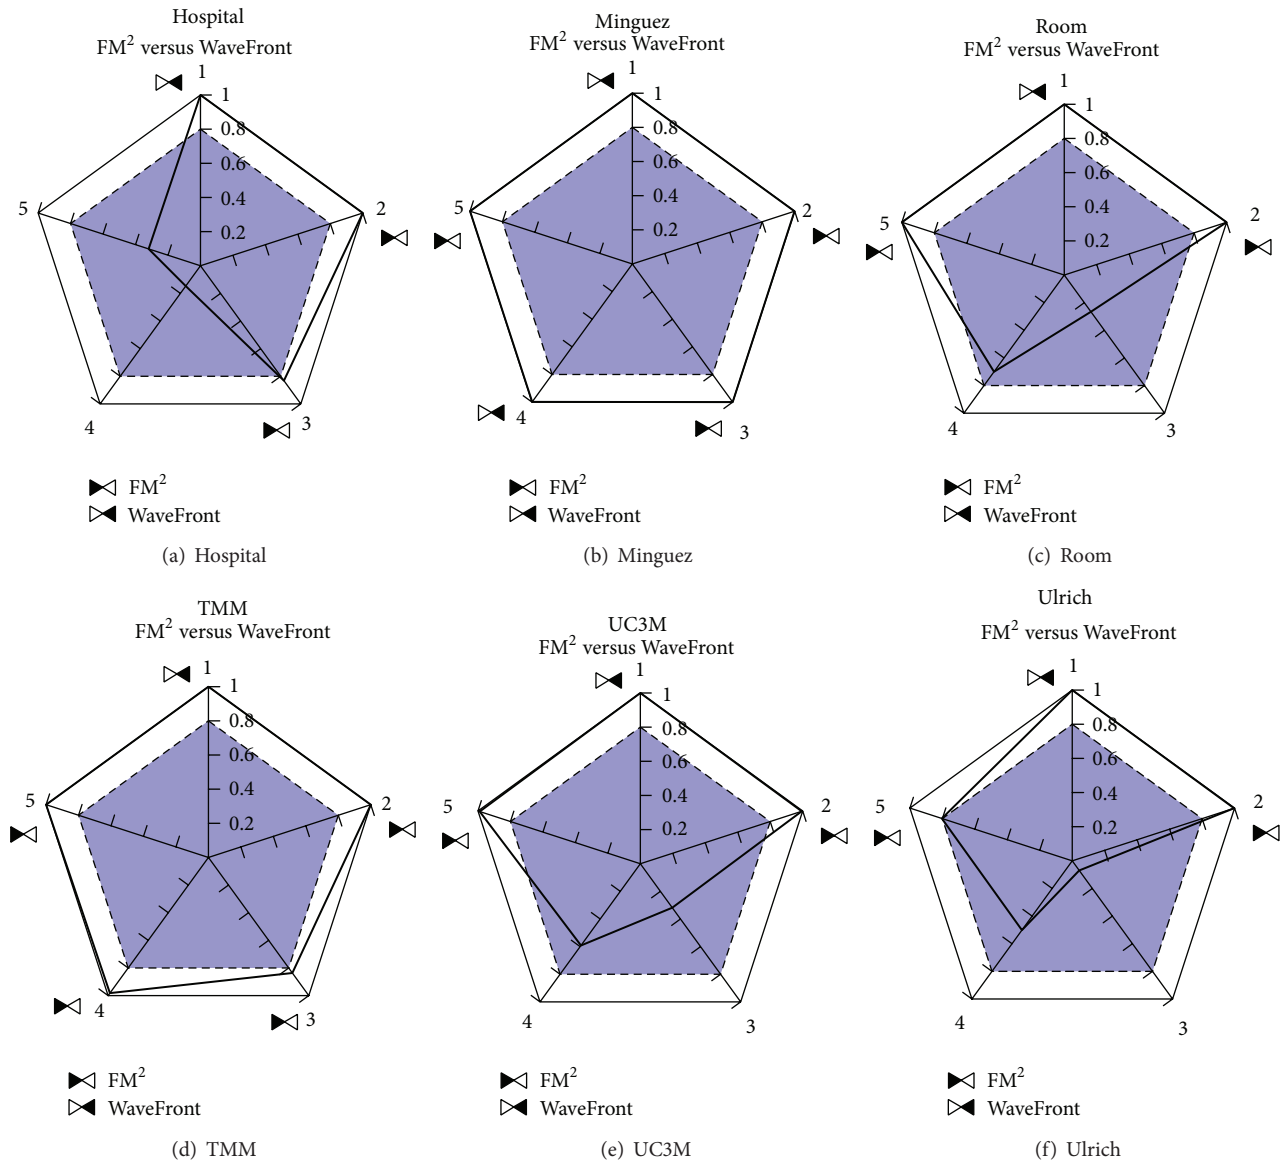 Hospital
FM² versus WaveFront
1
1
0.8
0.6
0.4
0.2
5
2
4
3
FM²
WaveFront
(a) Hospital
Minguez
FM² versus WaveFront
1
1
0.8
0.6
0.4
0.2
5
2
4
3
FM²
WaveFront
(b) Minguez
Room
FM² versus WaveFront
1
1
0.8
0.6
0.4
0.2
5
2
4
3
FM²
WaveFront
(c) Room
TMM
FM² versus WaveFront
1
1
0.8
0.6
0.4
0.2
5
2
4
3
FM²
WaveFront
(d) TMM
UC3M
FM² versus WaveFront
1
1
0.8
0.6
0.4
0.2
5
2
4
3
FM²
WaveFront
(e) UC3M
Ulrich
FM² versus WaveFront
1
1
0.8
0.6
0.4
0.2
5
2
4
3
FM²
WaveFront
(f) Ulrich